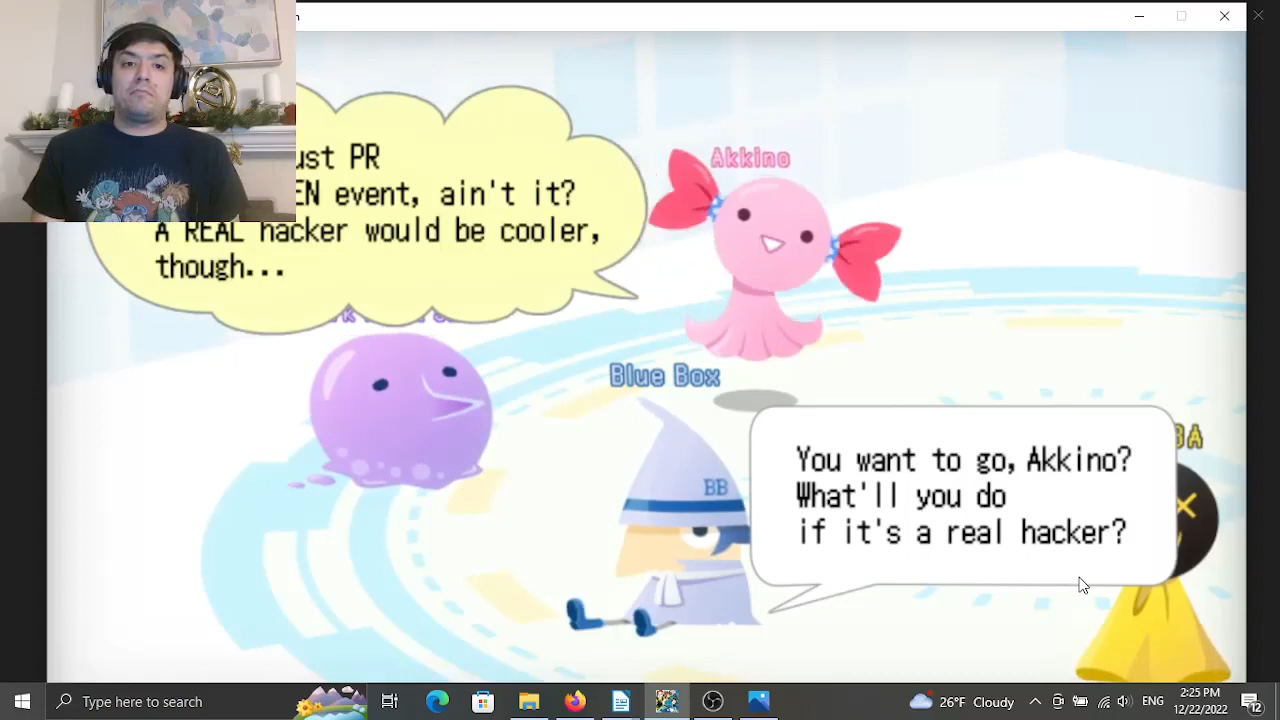 ust PR
EN event, ain't it?
A REAL hacker would be cooler,
though...
Akkino
Blue Box
BB
BA
You want to go, Akkino?
What'll you do
if it's a real hacker?
Type here to search
26°F Cloudy
ENG
2:25 PM
12/22/2022
12